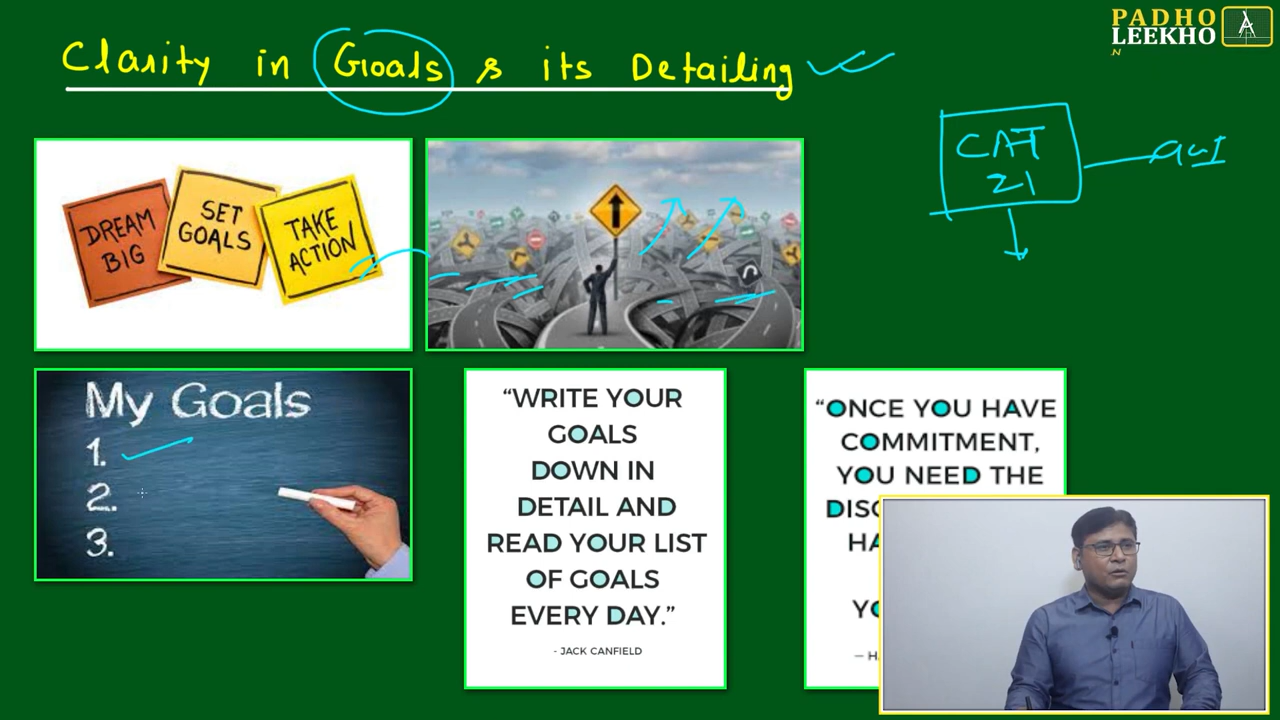 PADHO
LEEKHO
N
Clarity in Goals & its Detailing
CAT
21
DREAM
BIG
SET
GOALS
TAKE
ACTION
My Goals
1.
2.
3.
“WRITE YOUR
GOALS
DOWN IN
DETAIL AND
READ YOUR LIST
OF GOALS
EVERY DAY.”
- JACK CANFIELD
“ONCE YOU HAVE
COMMITMENT,
YOU NEED THE